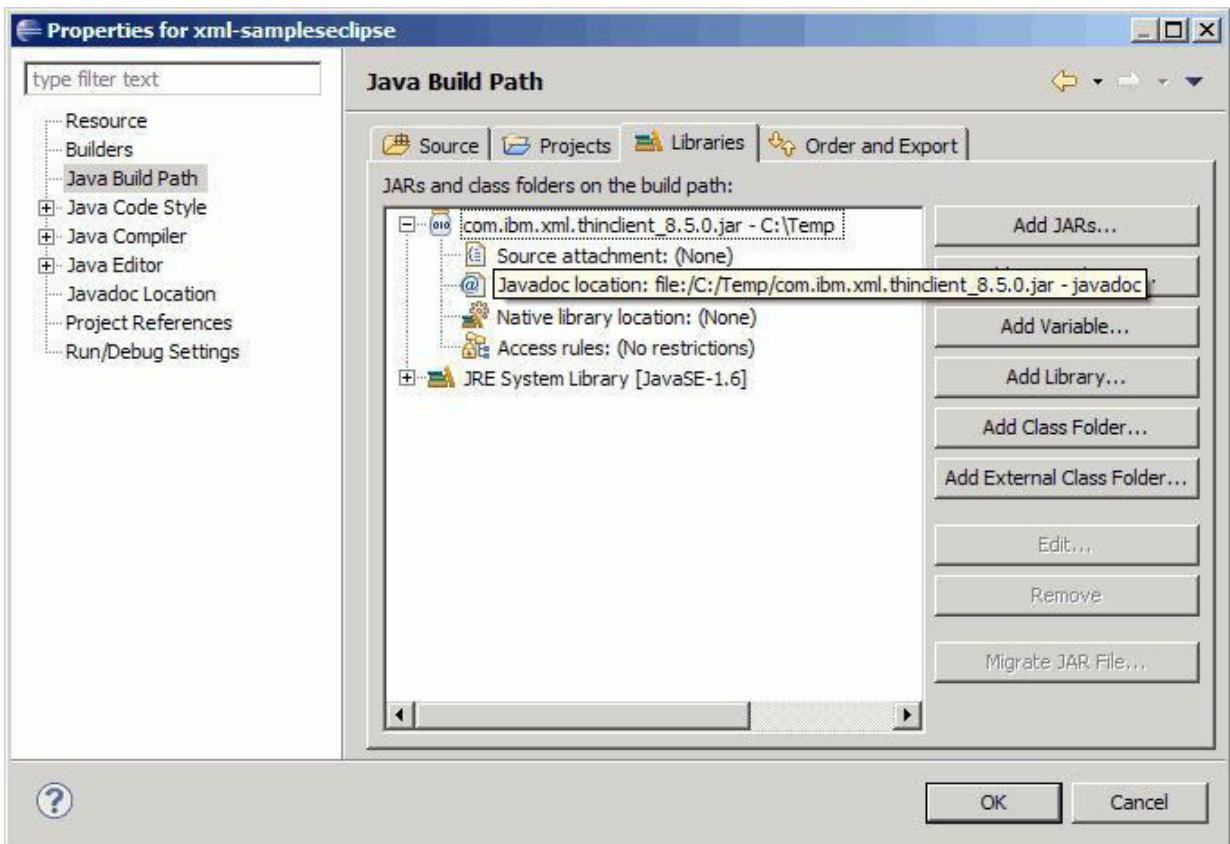 Properties for xml-sampleseclipse
type filter text
Resource
Builders
Java Build Path
Java Code Style
Java Compiler
Java Editor
Javadoc Location
Project References
Run/Debug Settings
Java Build Path
Source
Projects
Libraries
Order and Export
JARs and class folders on the build path:
com.ibm.xml.thinclient_8.5.0.jar - C:\Temp
Source attachment: (None)
Javadoc location: file:/C:/Temp/com.ibm.xml.thinclient_8.5.0.jar - javadoc
Native library location: (None)
Access rules: (No restrictions)
JRE System Library [JavaSE-1.6]
Add JARs...
Add Variable...
Add Library...
Add Class Folder...
Add External Class Folder...
Edit...
Remove
Migrate JAR File...
OK
Cancel